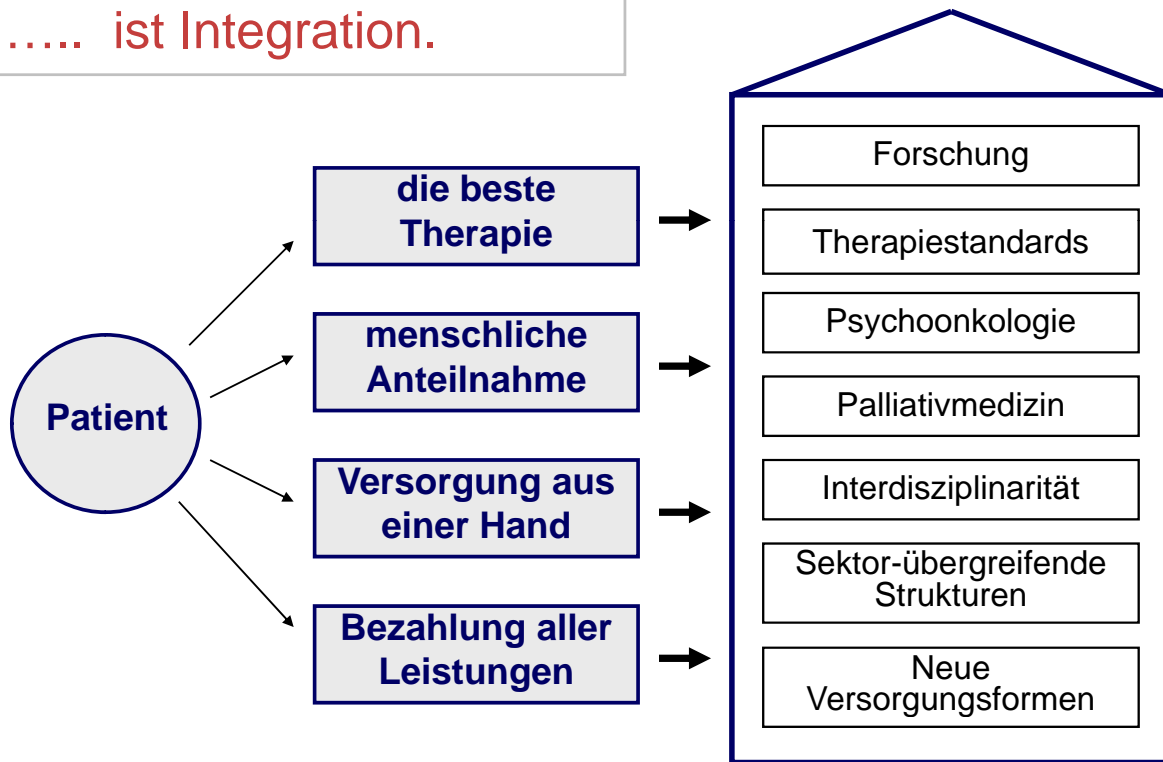 ….. ist Integration.
die beste
Therapie
menschliche
Anteilnahme
Patient
Versorgung aus
einer Hand
Bezahlung aller
Leistungen
Forschung
Therapiestandards
Psychoonkologie
Palliativmedizin
Interdisziplinarität
Sektor-übergreifende
Strukturen
Neue
Versorgungsformen